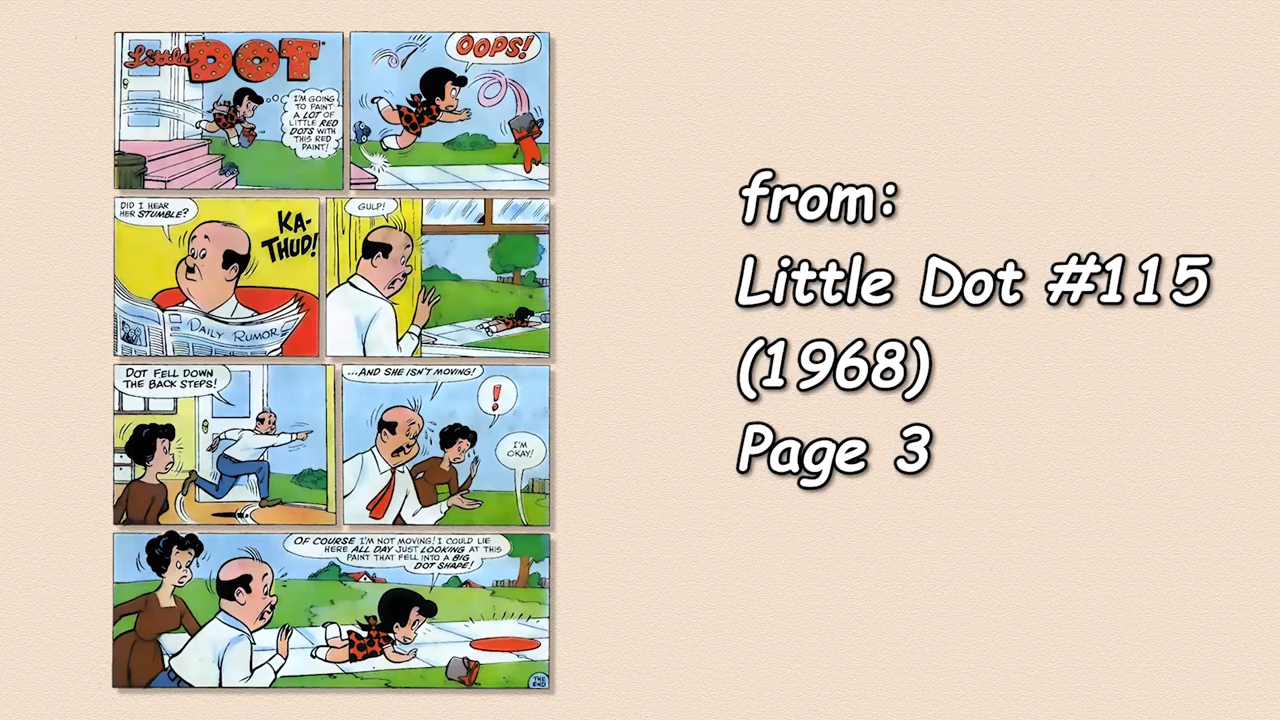 Little DOT
I'M GOING
TO PAINT
A LOT OF
LITTLE RED
DOTS WITH
THIS RED
PAINT!
OOPS!
DID I HEAR
HER STUMBLE?
KA-
THUD!
DAILY RUMOR
GULP!
DOT FELL DOWN
THE BACK STEPS!
...AND SHE ISN'T MOVING!
!
I'M
OKAY!
OF COURSE I'M NOT MOVING! I COULD LIE
HERE ALL DAY JUST LOOKING AT THIS
PAINT THAT FELL INTO A BIG
DOT SHAPE!
THE
END
from:
Little Dot #115
(1968)
Page 3